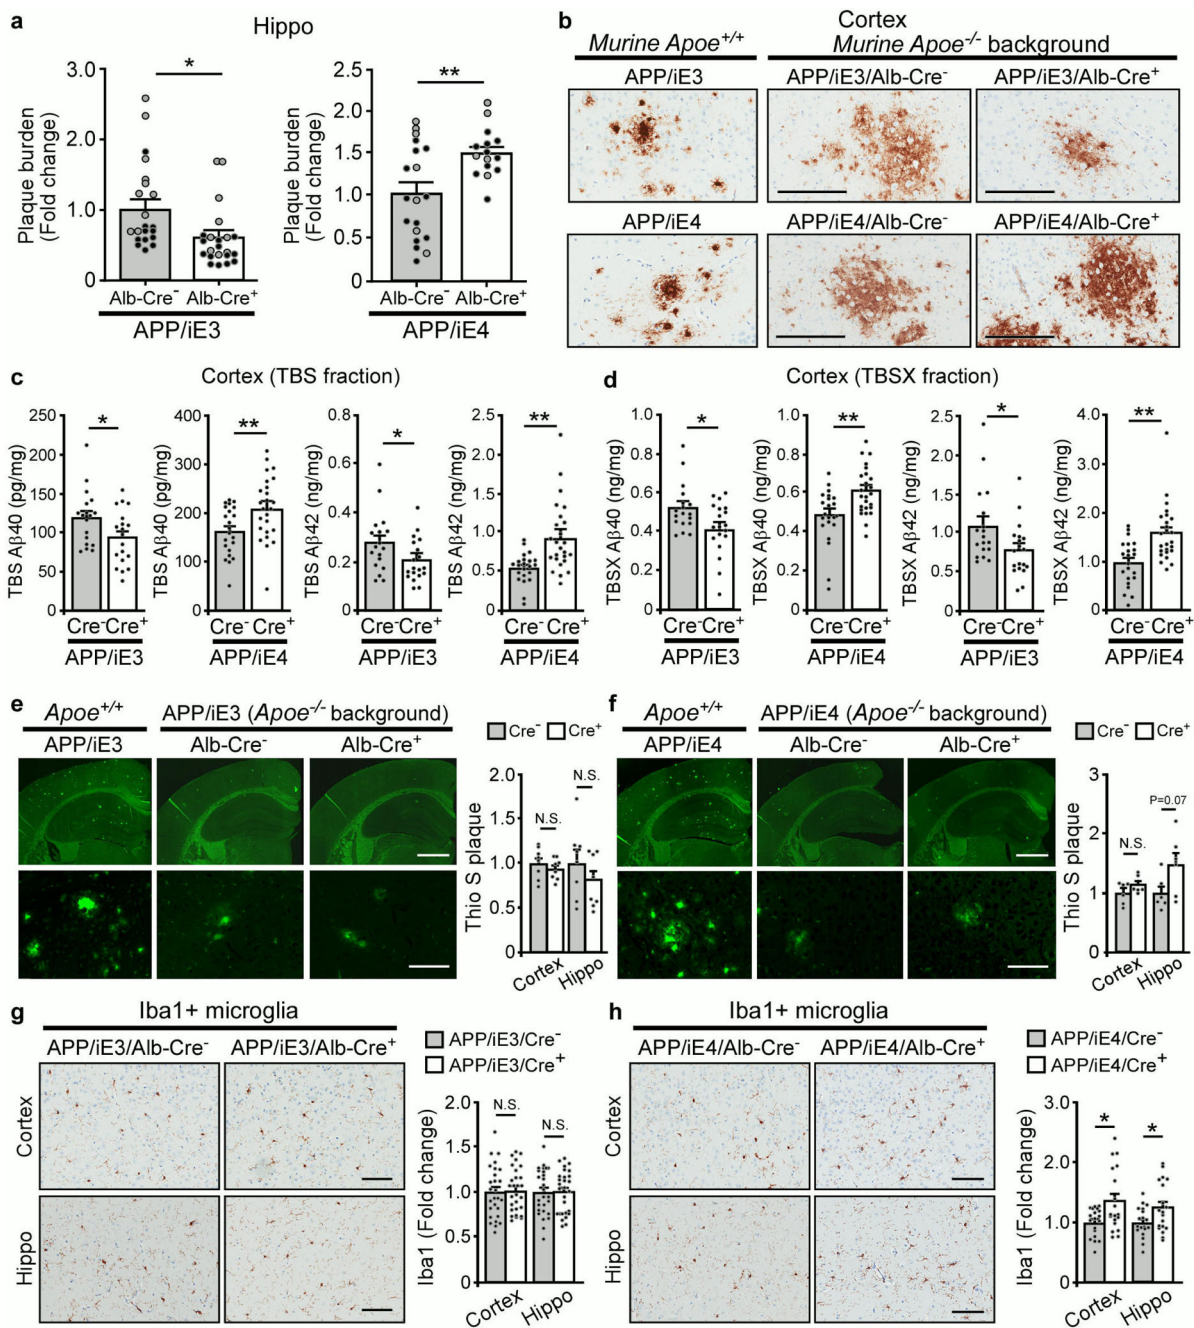 a
Hippo
Plaque burden
(Fold change)
3.0
2.0
1.0
0
*
Alb-Cre⁻ Alb-Cre⁺
APP/iE3
Plaque burden
(Fold change)
2.5
2.0
1.5
1.0
0.5
0
**
Alb-Cre⁻ Alb-Cre⁺
APP/iE4
b
Cortex
Murine Apoe⁺/⁺
Murine Apoe⁻/⁻ background
APP/iE3
APP/iE3/Alb-Cre⁻
APP/iE3/Alb-Cre⁺
APP/iE4
APP/iE4/Alb-Cre⁻
APP/iE4/Alb-Cre⁺
c
Cortex (TBS fraction)
TBS Aβ40 (pg/mg)
250
200
150
100
50
0
*
Cre⁻Cre⁺
APP/iE3
TBS Aβ40 (pg/mg)
400
300
200
100
0
**
Cre⁻ Cre⁺
APP/iE4
TBS Aβ42 (ng/mg)
0.8
0.6
0.4
0.2
0
*
Cre⁻Cre⁺
APP/iE3
TBS Aβ42 (ng/mg)
2.5
2.0
1.5
1.0
0.5
0
**
Cre⁻ Cre⁺
APP/iE4
d
Cortex (TBSX fraction)
TBSX Aβ40 (ng/mg)
1.0
0.8
0.6
0.4
0.2
0
*
Cre⁻Cre⁺
APP/iE3
TBSX Aβ40 (ng/mg)
1.0
0.8
0.6
0.4
0.2
0
**
Cre⁻ Cre⁺
APP/iE4
TBSX Aβ42 (ng/mg)
2.5
2.0
1.5
1.0
0.5
0
*
Cre⁻Cre⁺
APP/iE3
TBSX Aβ42 (ng/mg)
4.0
3.0
2.0
1.0
0
**
Cre⁻ Cre⁺
APP/iE4
e
Apoe⁺/⁺
APP/iE3 (Apoe⁻/⁻ background)
APP/iE3
Alb-Cre⁻
Alb-Cre⁺
Cre⁻ Cre⁺
Thio S plaque
2.0
1.5
1.0
0.5
0
N.S.
N.S.
Cortex
Hippo
f
Apoe⁺/⁺
APP/iE4 (Apoe⁻/⁻ background)
APP/iE4
Alb-Cre⁻
Alb-Cre⁺
Cre⁻ Cre⁺
Thio S plaque
3
2
1
0
N.S.
P=0.07
Cortex
Hippo
g
Iba1+ microglia
APP/iE3/Alb-Cre⁻
APP/iE3/Alb-Cre⁺
Cortex
Hippo
APP/iE3/Cre⁻
APP/iE3/Cre⁺
Iba1 (Fold change)
2.0
1.5
1.0
0.5
0
N.S.
N.S.
Cortex
Hippo
h
Iba1+ microglia
APP/iE4/Alb-Cre⁻
APP/iE4/Alb-Cre⁺
Cortex
Hippo
APP/iE4/Cre⁻
APP/iE4/Cre⁺
Iba1 (Fold change)
3.0
2.0
1.0
0
*
*
Cortex
Hippo